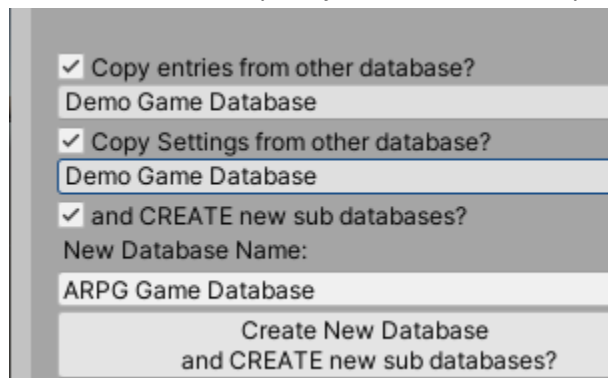 Copy entries from other database?
Demo Game Database
Copy Settings from other database?
Demo Game Database
and CREATE new sub databases?
New Database Name:
ARPG Game Database
Create New Database
and CREATE new sub databases?